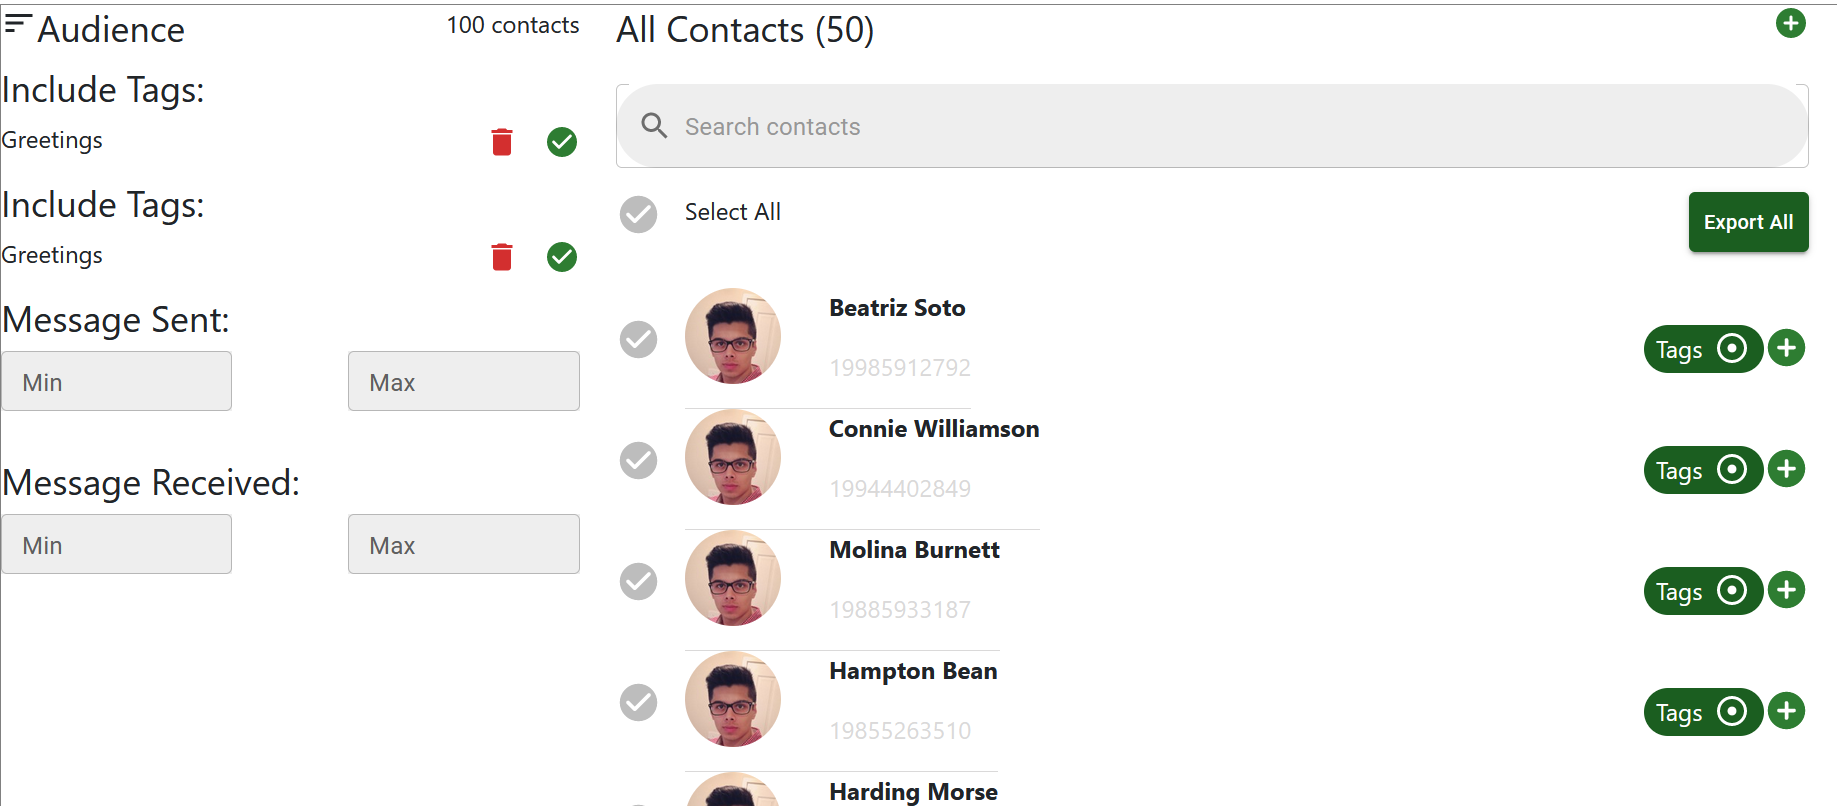 Audience
100 contacts
Include Tags:
Greetings
Include Tags:
Greetings
Message Sent:
Min
Max
Message Received:
Min
Max
All Contacts (50)
Search contacts
Select All
Export All
Beatriz Soto
19985912792
Tags
Connie Williamson
19944402849
Tags
Molina Burnett
19885933187
Tags
Hampton Bean
19855263510
Tags
Harding Morse